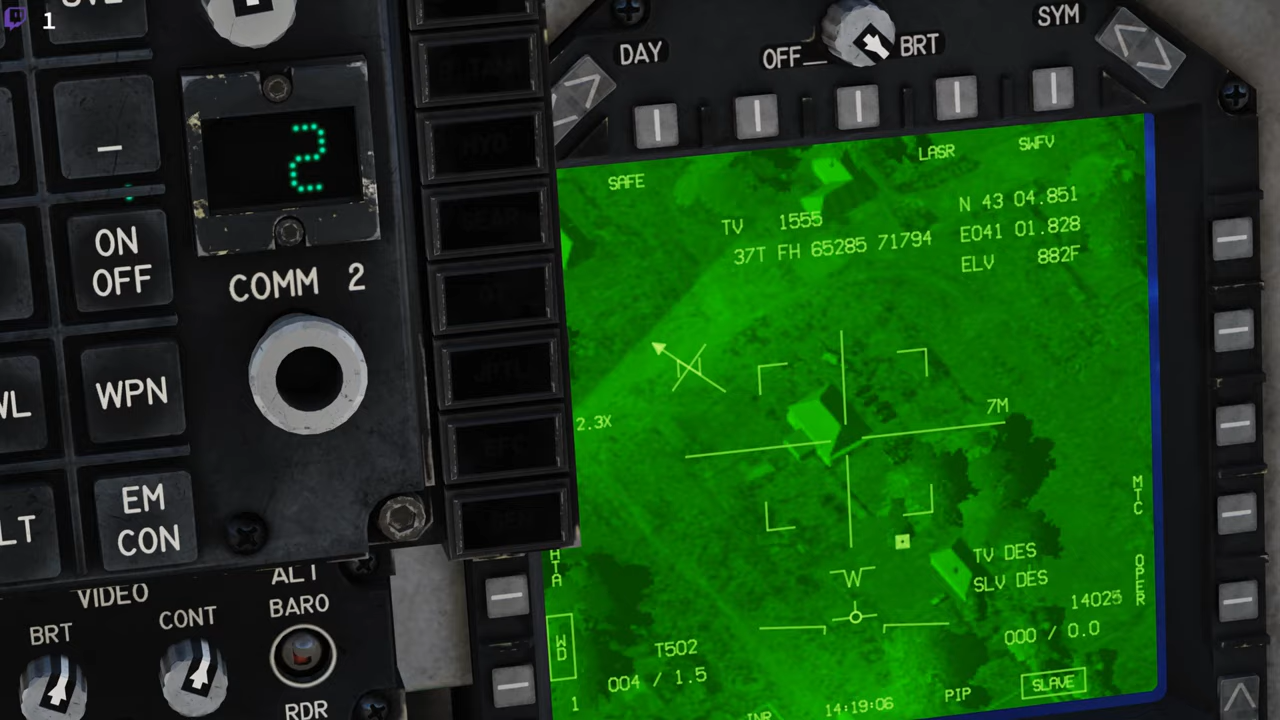 1
DAY
OFF
BRT
SYM
2
ON
OFF
COMM 2
WPN
EM
CON
VIDEO
BRT
CONT
ALT
BARO
RDR
SAFE
LASR
SWFV
TV 1555
37T FH 65285 71794
N 43 04.851
E041 01.828
ELV 882F
N
2.3X
7M
MTC
OPER
TV DES
SLV DES
W
14025
000 / 0.0
T502
004 / 1.5
WD
1
INR
14:19:06
PIP
SLAVE